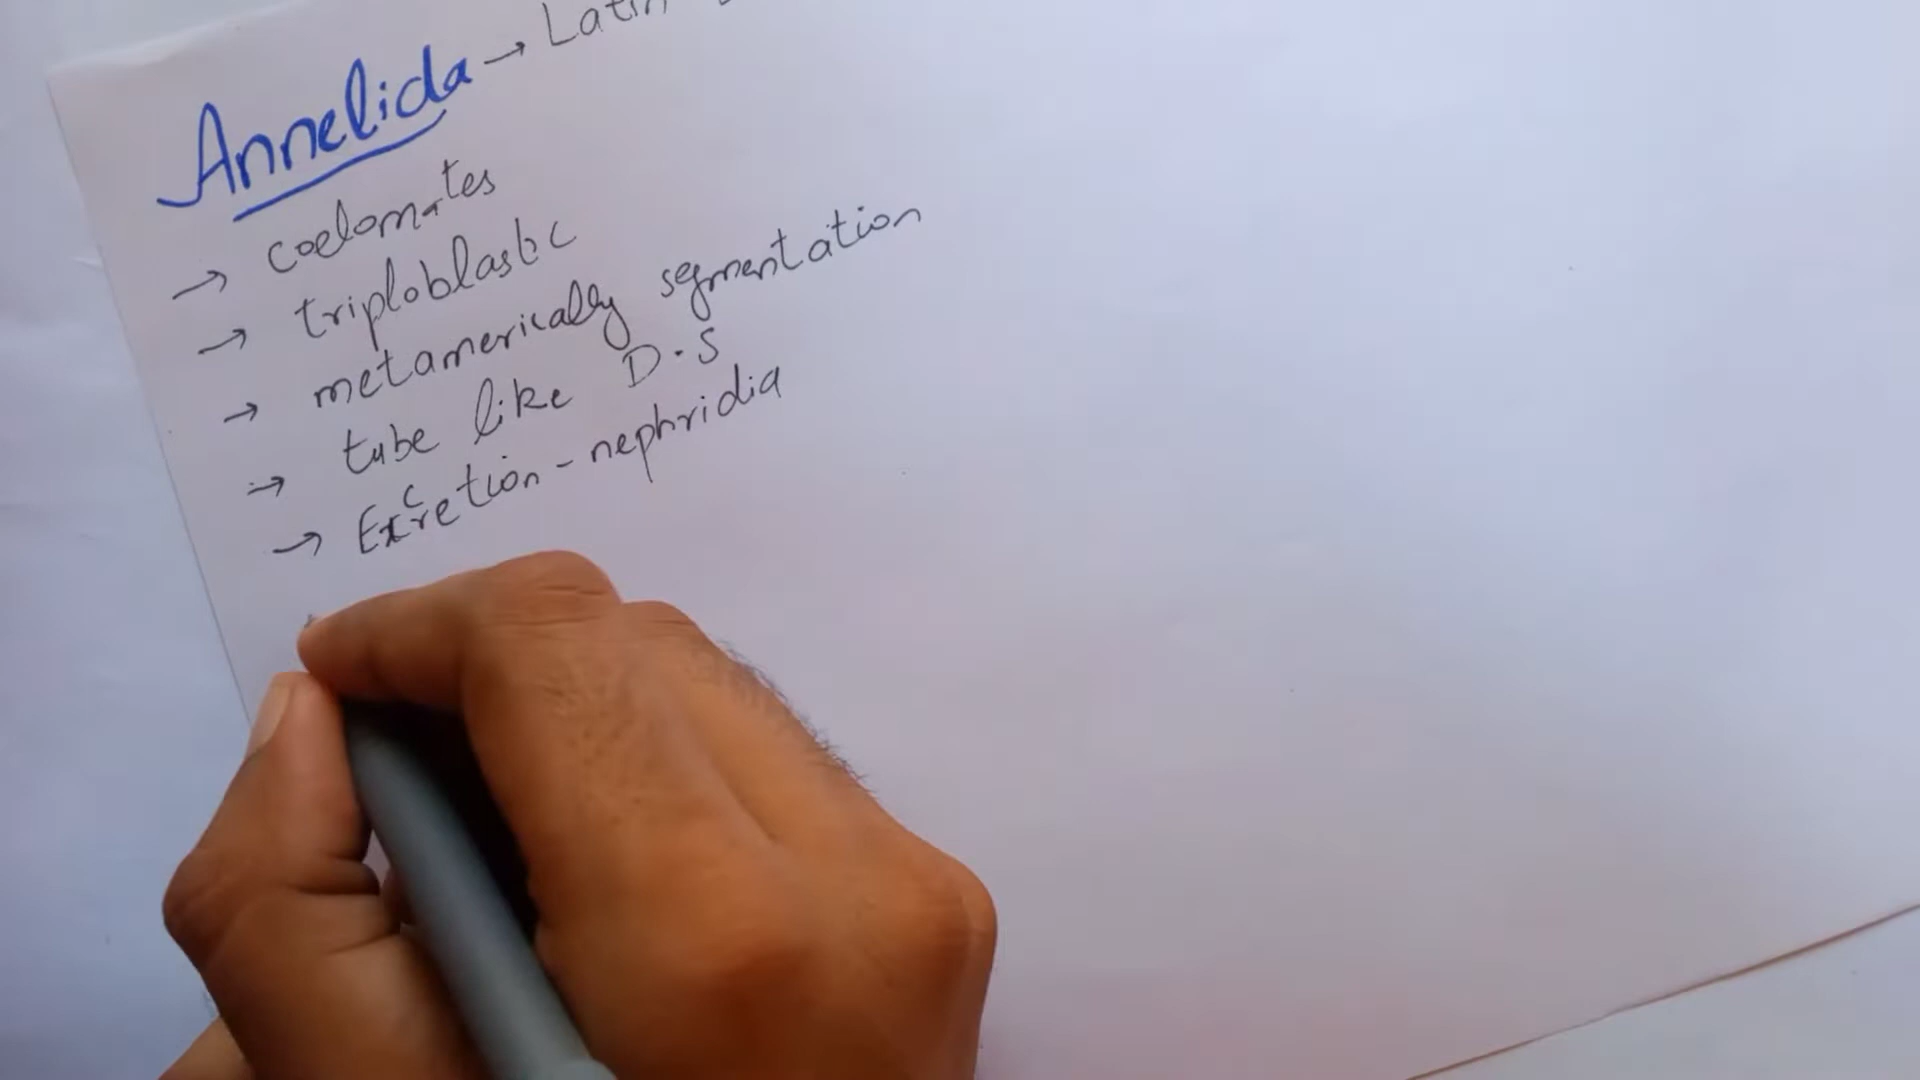 Annelida → Latin
→ coelomates
→ triploblastic
→ metamerically segmentation
→ tube like D.S
→ Excretion - nephridia